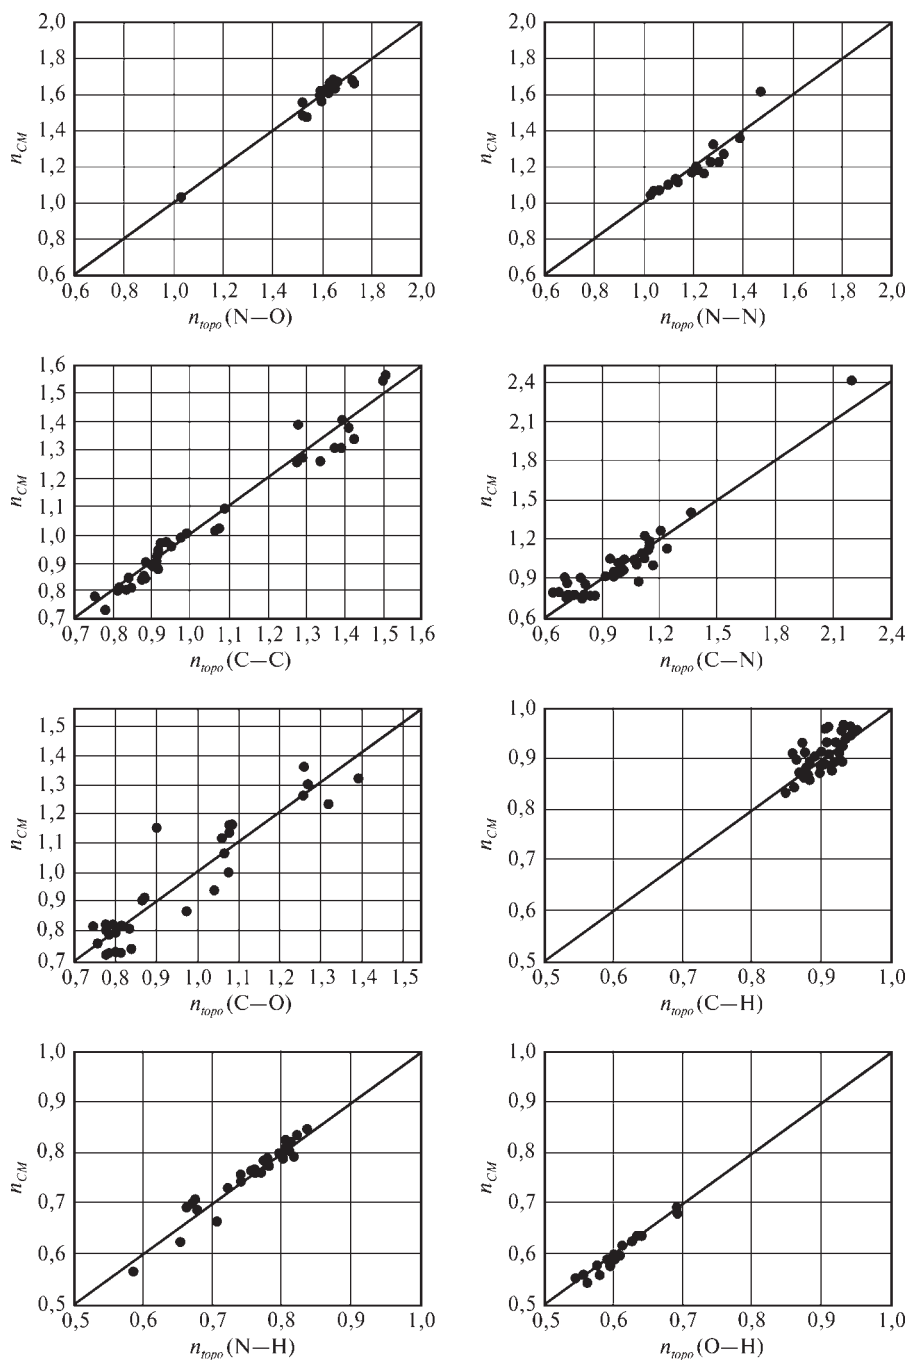 2,0
1,8
1,6
1,4
1,2
1,0
0,8
0,6
n_CM
0,6 0,8 1,0 1,2 1,4 1,6 1,8 2,0
n_topo(N—O)
2,0
1,8
1,6
1,4
1,2
1,0
0,8
0,6
n_CM
0,6 0,8 1,0 1,2 1,4 1,6 1,8 2,0
n_topo(N—N)
1,6
1,5
1,4
1,3
1,2
1,1
1,0
0,9
0,8
0,7
n_CM
0,7 0,8 0,9 1,0 1,1 1,2 1,3 1,4 1,5 1,6
n_topo(C—C)
2,4
2,1
1,8
1,5
1,2
0,9
0,6
n_CM
0,6 0,9 1,2 1,5 1,8 2,1 2,4
n_topo(C—N)
1,5
1,4
1,3
1,2
1,1
1,0
0,9
0,8
0,7
n_CM
0,7 0,8 0,9 1,0 1,1 1,2 1,3 1,4 1,5
n_topo(C—O)
1,0
0,9
0,8
0,7
0,6
0,5
n_CM
0,5 0,6 0,7 0,8 0,9 1,0
n_topo(C—H)
1,0
0,9
0,8
0,7
0,6
0,5
n_CM
0,5 0,6 0,7 0,8 0,9 1,0
n_topo(N—H)
1,0
0,9
0,8
0,7
0,6
0,5
n_CM
0,5 0,6 0,7 0,8 0,9 1,0
n_topo(O—H)